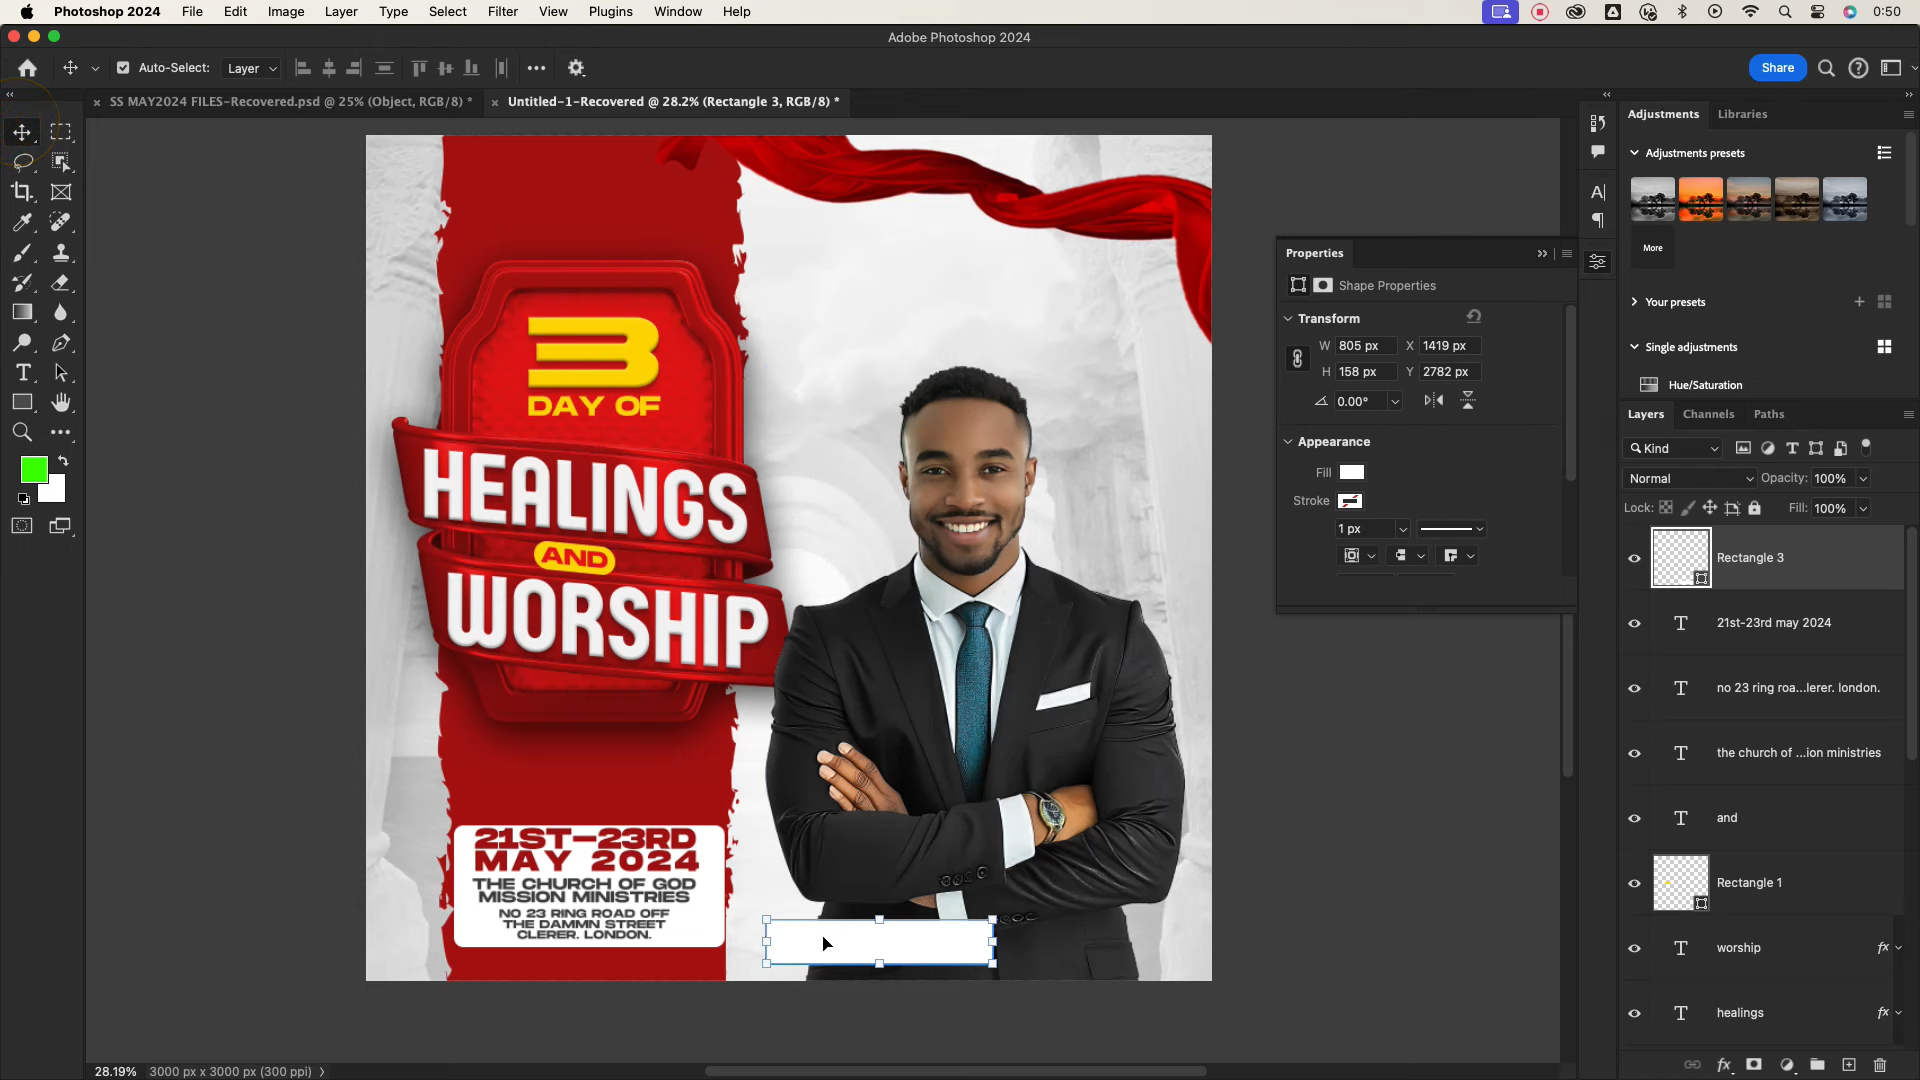 Photoshop 2024 File Edit Image Layer Type Select Filter View Plugins Window Help 0:50
Adobe Photoshop 2024
Auto-Select: Layer Share
SS MAY2024 FILES-Recovered.psd @ 25% (Object, RGB/8) * Untitled-1-Recovered @ 28.2% (Rectangle 3, RGB/8) *
3
DAY OF
HEALINGS
AND
WORSHIP
21ST-23RD
MAY 2024
THE CHURCH OF GOD
MISSION MINISTRIES
NO 23 RING ROAD OFF
THE DAMMN STREET
CLERER. LONDON.
Properties
Shape Properties
Transform
W 805 px X 1419 px
H 158 px Y 2782 px
0.00°
Appearance
Fill
Stroke
1 px
Adjustments Libraries
Adjustments presets
More
Your presets
Single adjustments
Hue/Saturation
Layers Channels Paths
Kind
Normal Opacity: 100%
Lock: Fill: 100%
Rectangle 3
T 21st-23rd may 2024
T no 23 ring roa...lerer. london.
T the church of ...ion ministries
T and
Rectangle 1
T worship fx
T healings fx
28.19% 3000 px x 3000 px (300 ppi)